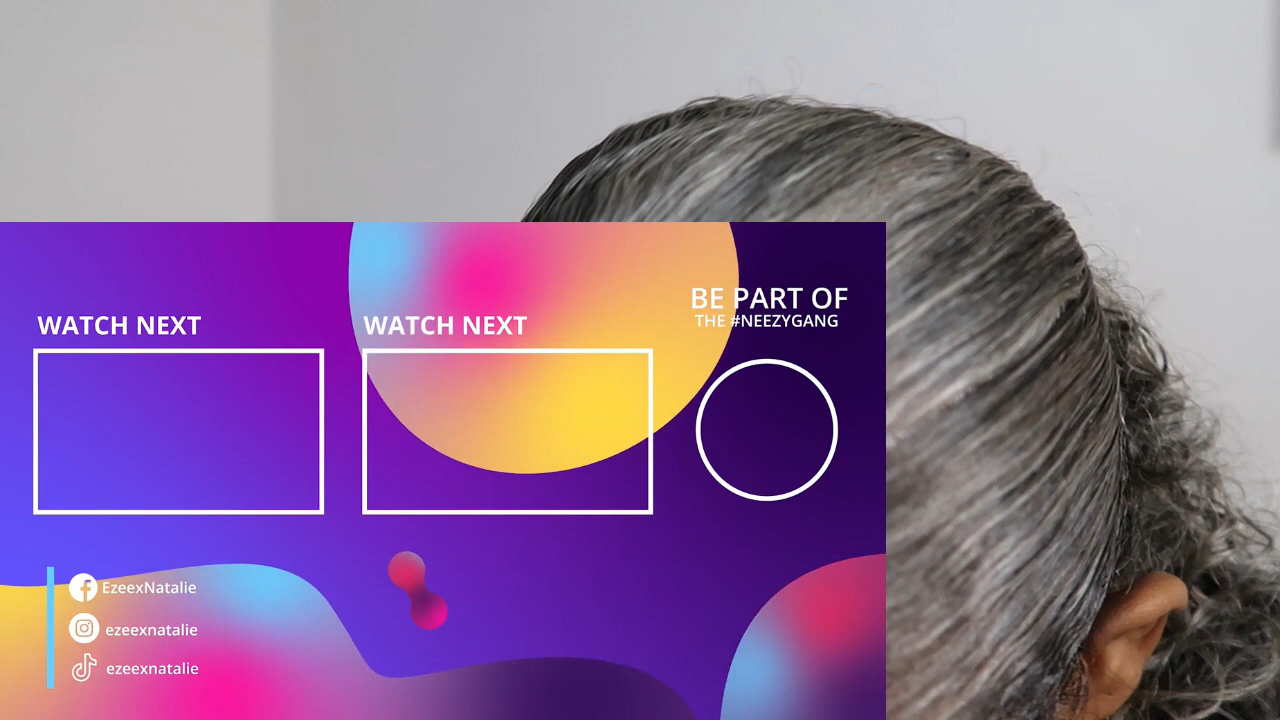 WATCH NEXT
WATCH NEXT
BE PART OF
THE #NEEZYGANG
EzeexNatalie
ezeexnatalie
ezeexnatalie